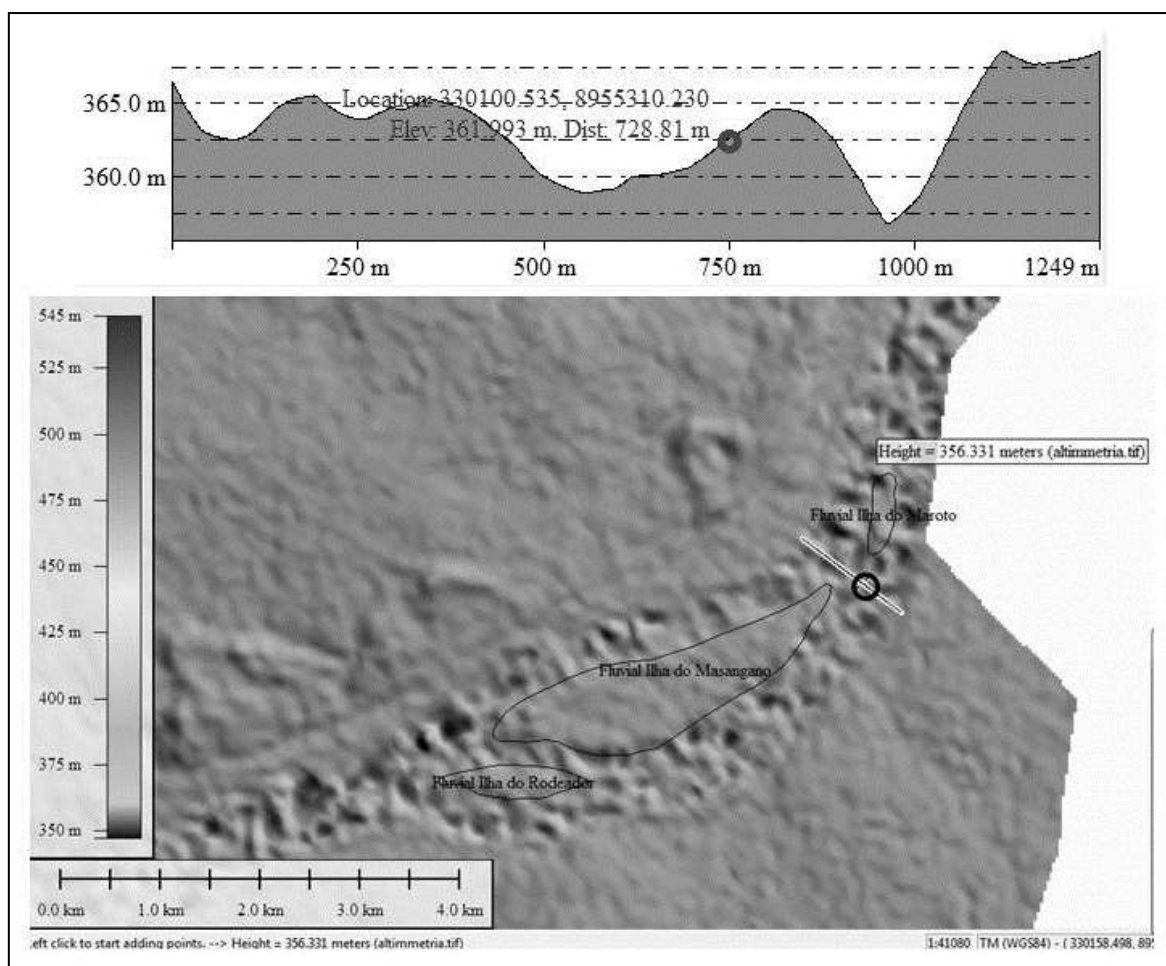 365.0 m
360.0 m
Location: 330100.535, 8955310.230
Elev: 361.993 m, Dist: 728.81 m
250 m
500 m
750 m
1000 m
1249 m
545 m
525 m
500 m
475 m
450 m
425 m
400 m
375 m
350 m
Height = 356.331 meters (altimmetria.tif)
Fluvial Ilha do Maroto
Fluvial Ilha do Masangano
Fluvial Ilha do Rodeador
0.0 km
1.0 km
2.0 km
3.0 km
4.0 km
.eft click to start adding points. --> Height = 356.331 meters (altimmetria.tif)
1:41080
TM (WGS84) - ( 330158.498, 895